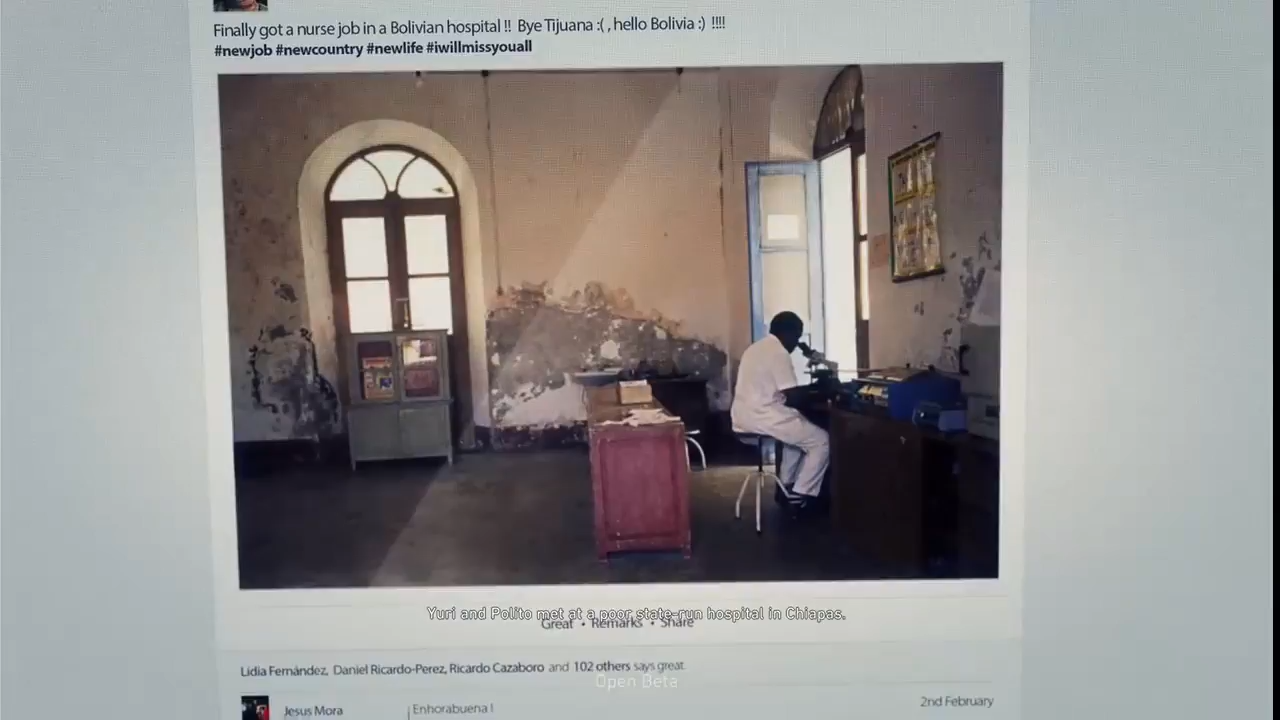 Finally got a nurse job in a Bolivian hospital !! Bye Tijuana :( , hello Bolivia :) !!!!
#newjob #newcountry #newlife #iwillmissyouall
Yuri and Polito met at a poor state-run hospital in Chiapas.
Great • Remarks • Share
Lidia Fernández, Daniel Ricardo-Perez, Ricardo Cazaboro and 102 others says great.
Open Beta
Jesus Mora
Enhorabuena !
2nd February